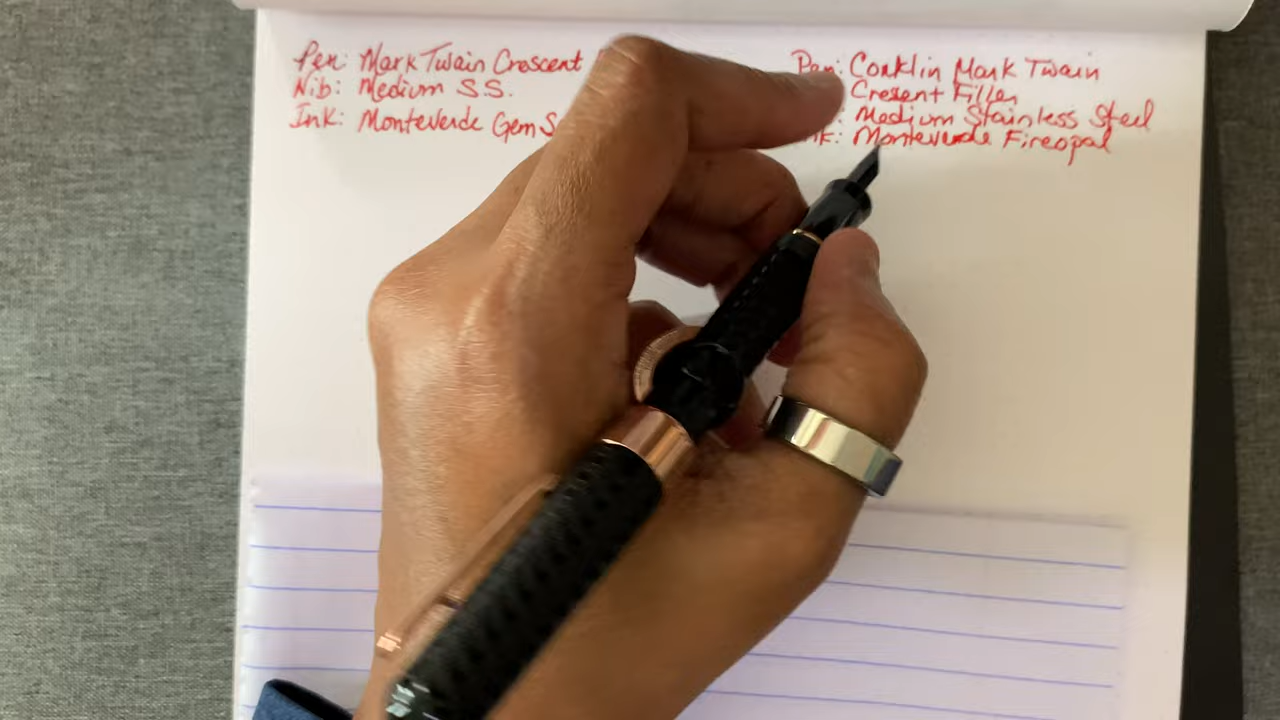 Pen: Mark Twain Crescent
Nib: Medium S.S.
Ink: Monteverde Gem S
Pen: Conklin Mark Twain
Cresent Filler
: Medium Stainless Steel
nk: Monteverde Fireopal